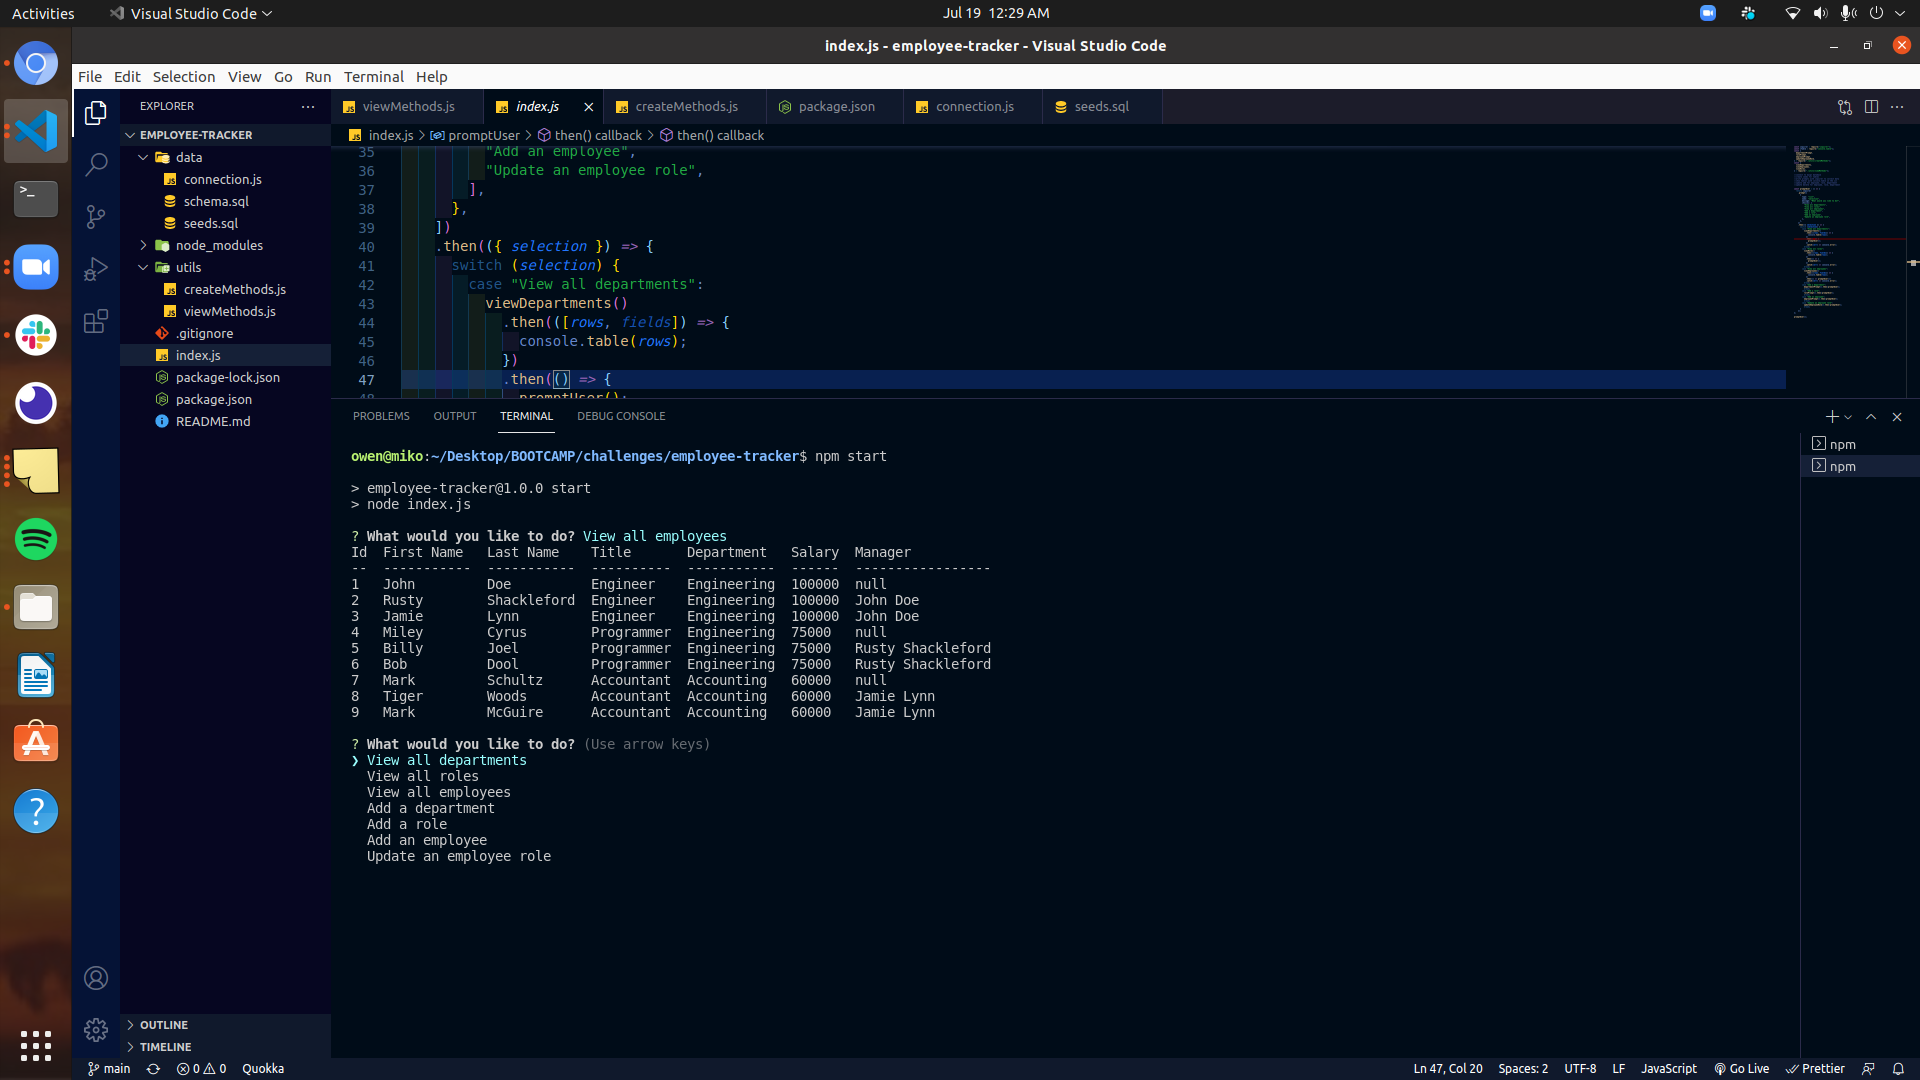 Activities
Visual Studio Code
Jul 19 12:29 AM
index.js - employee-tracker - Visual Studio Code
File Edit Selection View Go Run Terminal Help
EXPLORER
EMPLOYEE-TRACKER
data
connection.js
schema.sql
seeds.sql
node_modules
utils
createMethods.js
viewMethods.js
.gitignore
index.js
package-lock.json
package.json
README.md
OUTLINE
TIMELINE
viewMethods.js index.js createMethods.js package.json connection.js seeds.sql
index.js > promptUser > then() callback > then() callback
35 "Add an employee",
36 "Update an employee role",
37 ],
38 },
39 ])
40 .then(({ selection }) => {
41 switch (selection) {
42 case "View all departments":
43 viewDepartments()
44 .then(([rows, fields]) => {
45 console.table(rows);
46 })
47 .then(() => {
48 promptUser();
PROBLEMS OUTPUT TERMINAL DEBUG CONSOLE
npm
npm
owen@miko:~/Desktop/BOOTCAMP/challenges/employee-tracker$ npm start
> employee-tracker@1.0.0 start
> node index.js
? What would you like to do? View all employees
Id First Name Last Name Title Department Salary Manager
-- ----------- ----------- ---------- ----------- ------ -----------------
1 John Doe Engineer Engineering 100000 null
2 Rusty Shackleford Engineer Engineering 100000 John Doe
3 Jamie Lynn Engineer Engineering 100000 John Doe
4 Miley Cyrus Programmer Engineering 75000 null
5 Billy Joel Programmer Engineering 75000 Rusty Shackleford
6 Bob Dool Programmer Engineering 75000 Rusty Shackleford
7 Mark Schultz Accountant Accounting 60000 null
8 Tiger Woods Accountant Accounting 60000 Jamie Lynn
9 Mark McGuire Accountant Accounting 60000 Jamie Lynn
? What would you like to do? (Use arrow keys)
❯ View all departments
View all roles
View all employees
Add a department
Add a role
Add an employee
Update an employee role
main 0 0 Quokka
Ln 47, Col 20 Spaces: 2 UTF-8 LF JavaScript Go Live Prettier